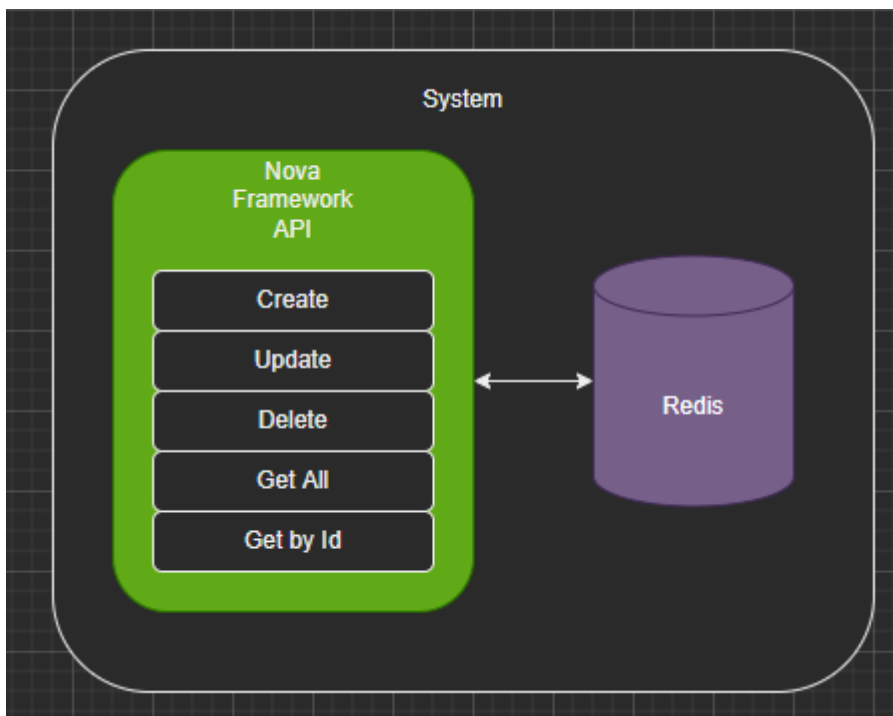 System
Nova
Framework
API
Create
Update
Delete
Get All
Get by Id
Redis